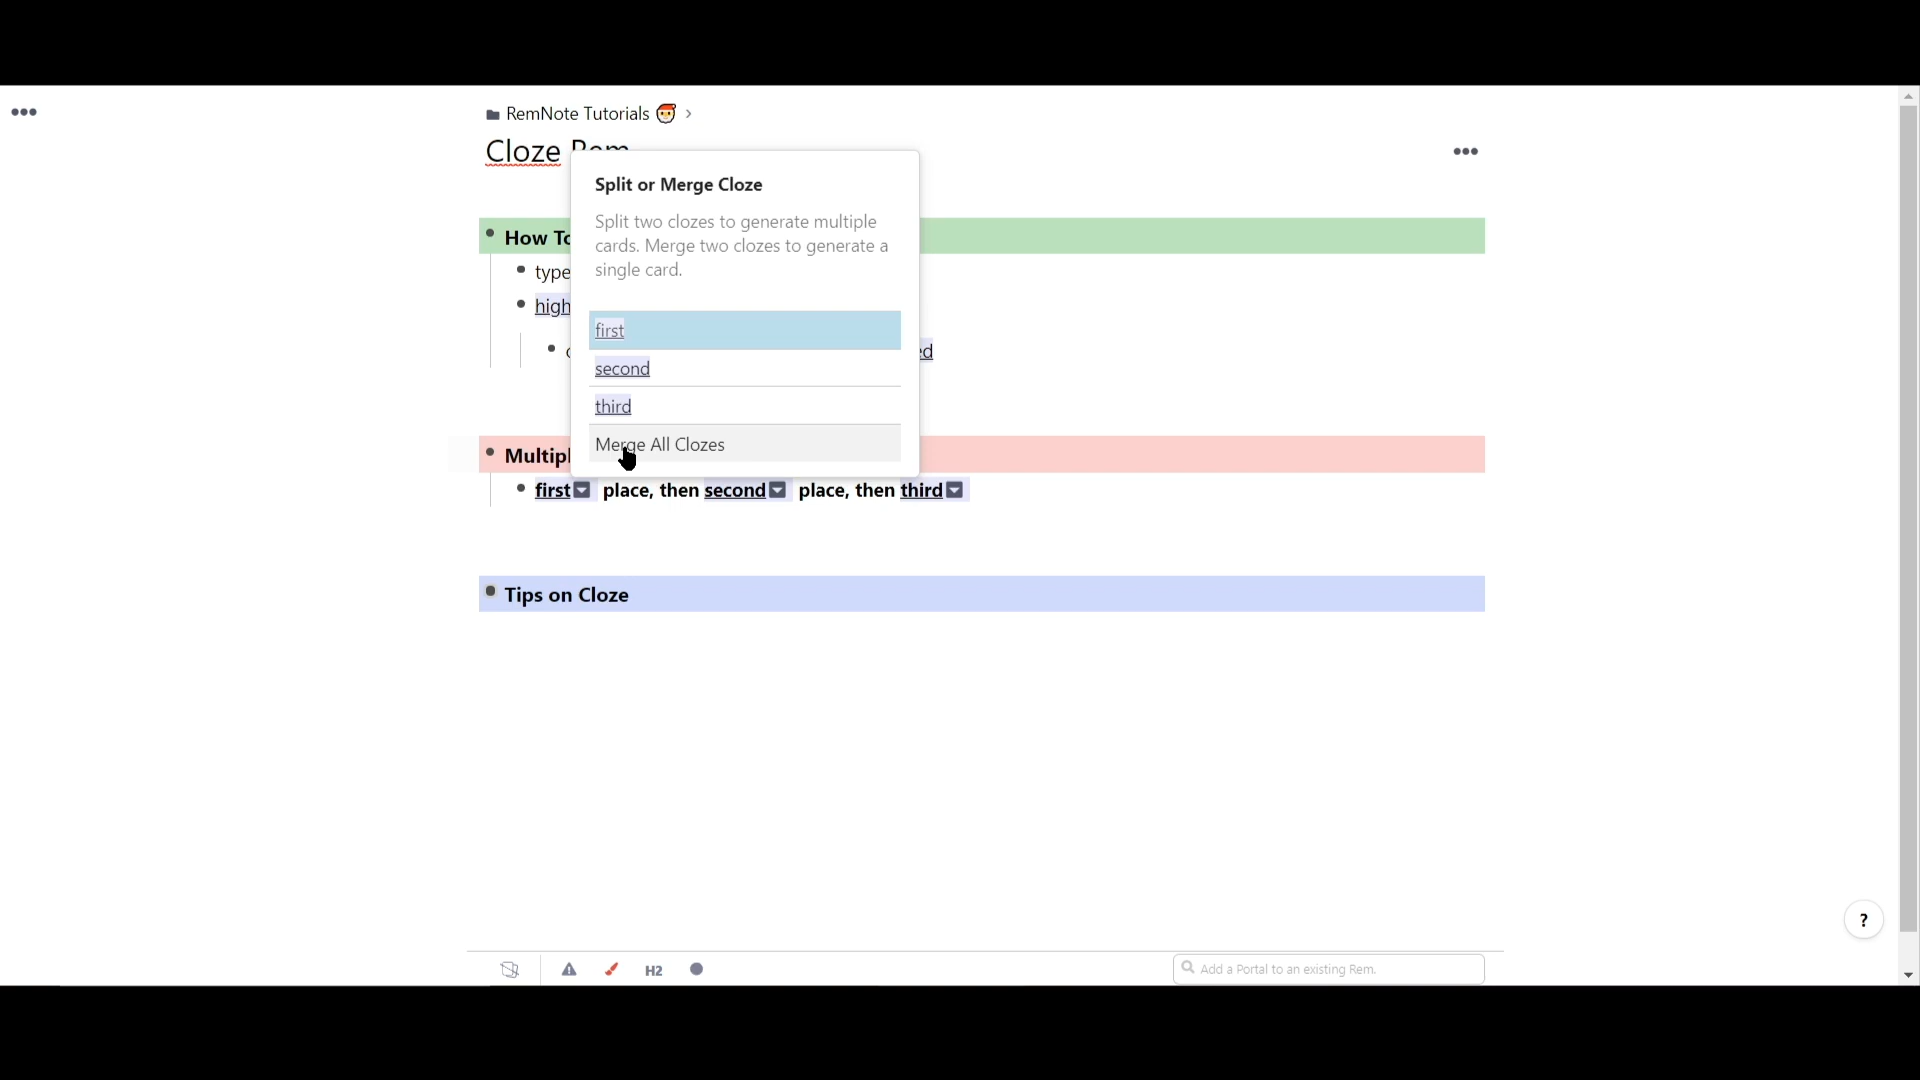 RemNote Tutorials
Cloze Rem
Split or Merge Cloze
Split two clozes to generate multiple
cards. Merge two clozes to generate a
single card.
first
second
third
Merge All Clozes
How To
type
high
ed
Multipl
first place, then second place, then third
Tips on Cloze
?
H2
Add a Portal to an existing Rem.